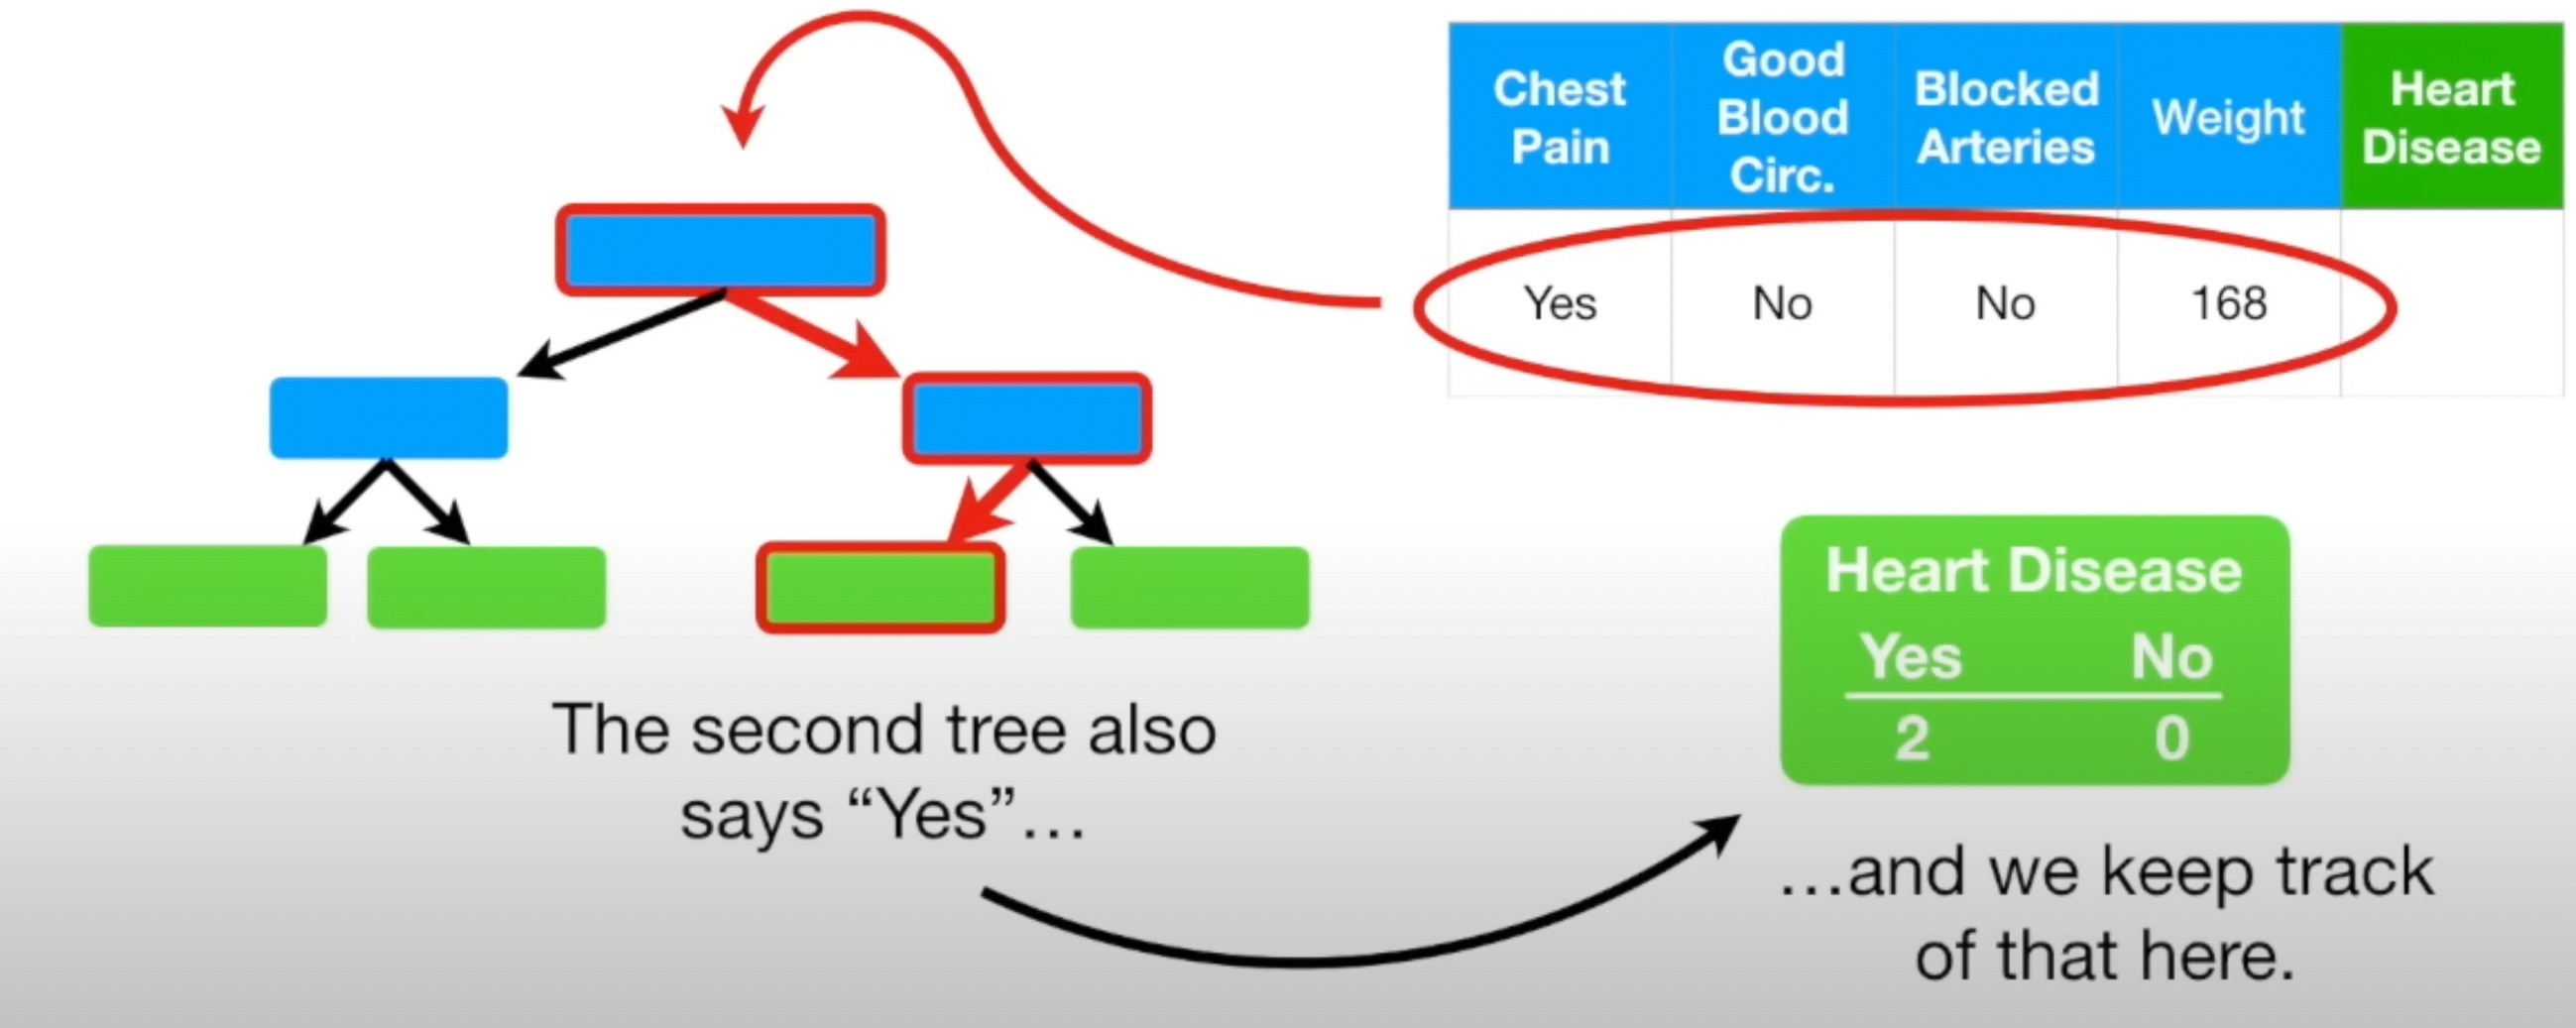 Chest
Pain
Good
Blood
Circ.
Blocked
Arteries
Weight
Heart
Disease
Yes
No
No
168
Heart Disease
Yes No
2 0
The second tree also
says “Yes”…
…and we keep track
of that here.